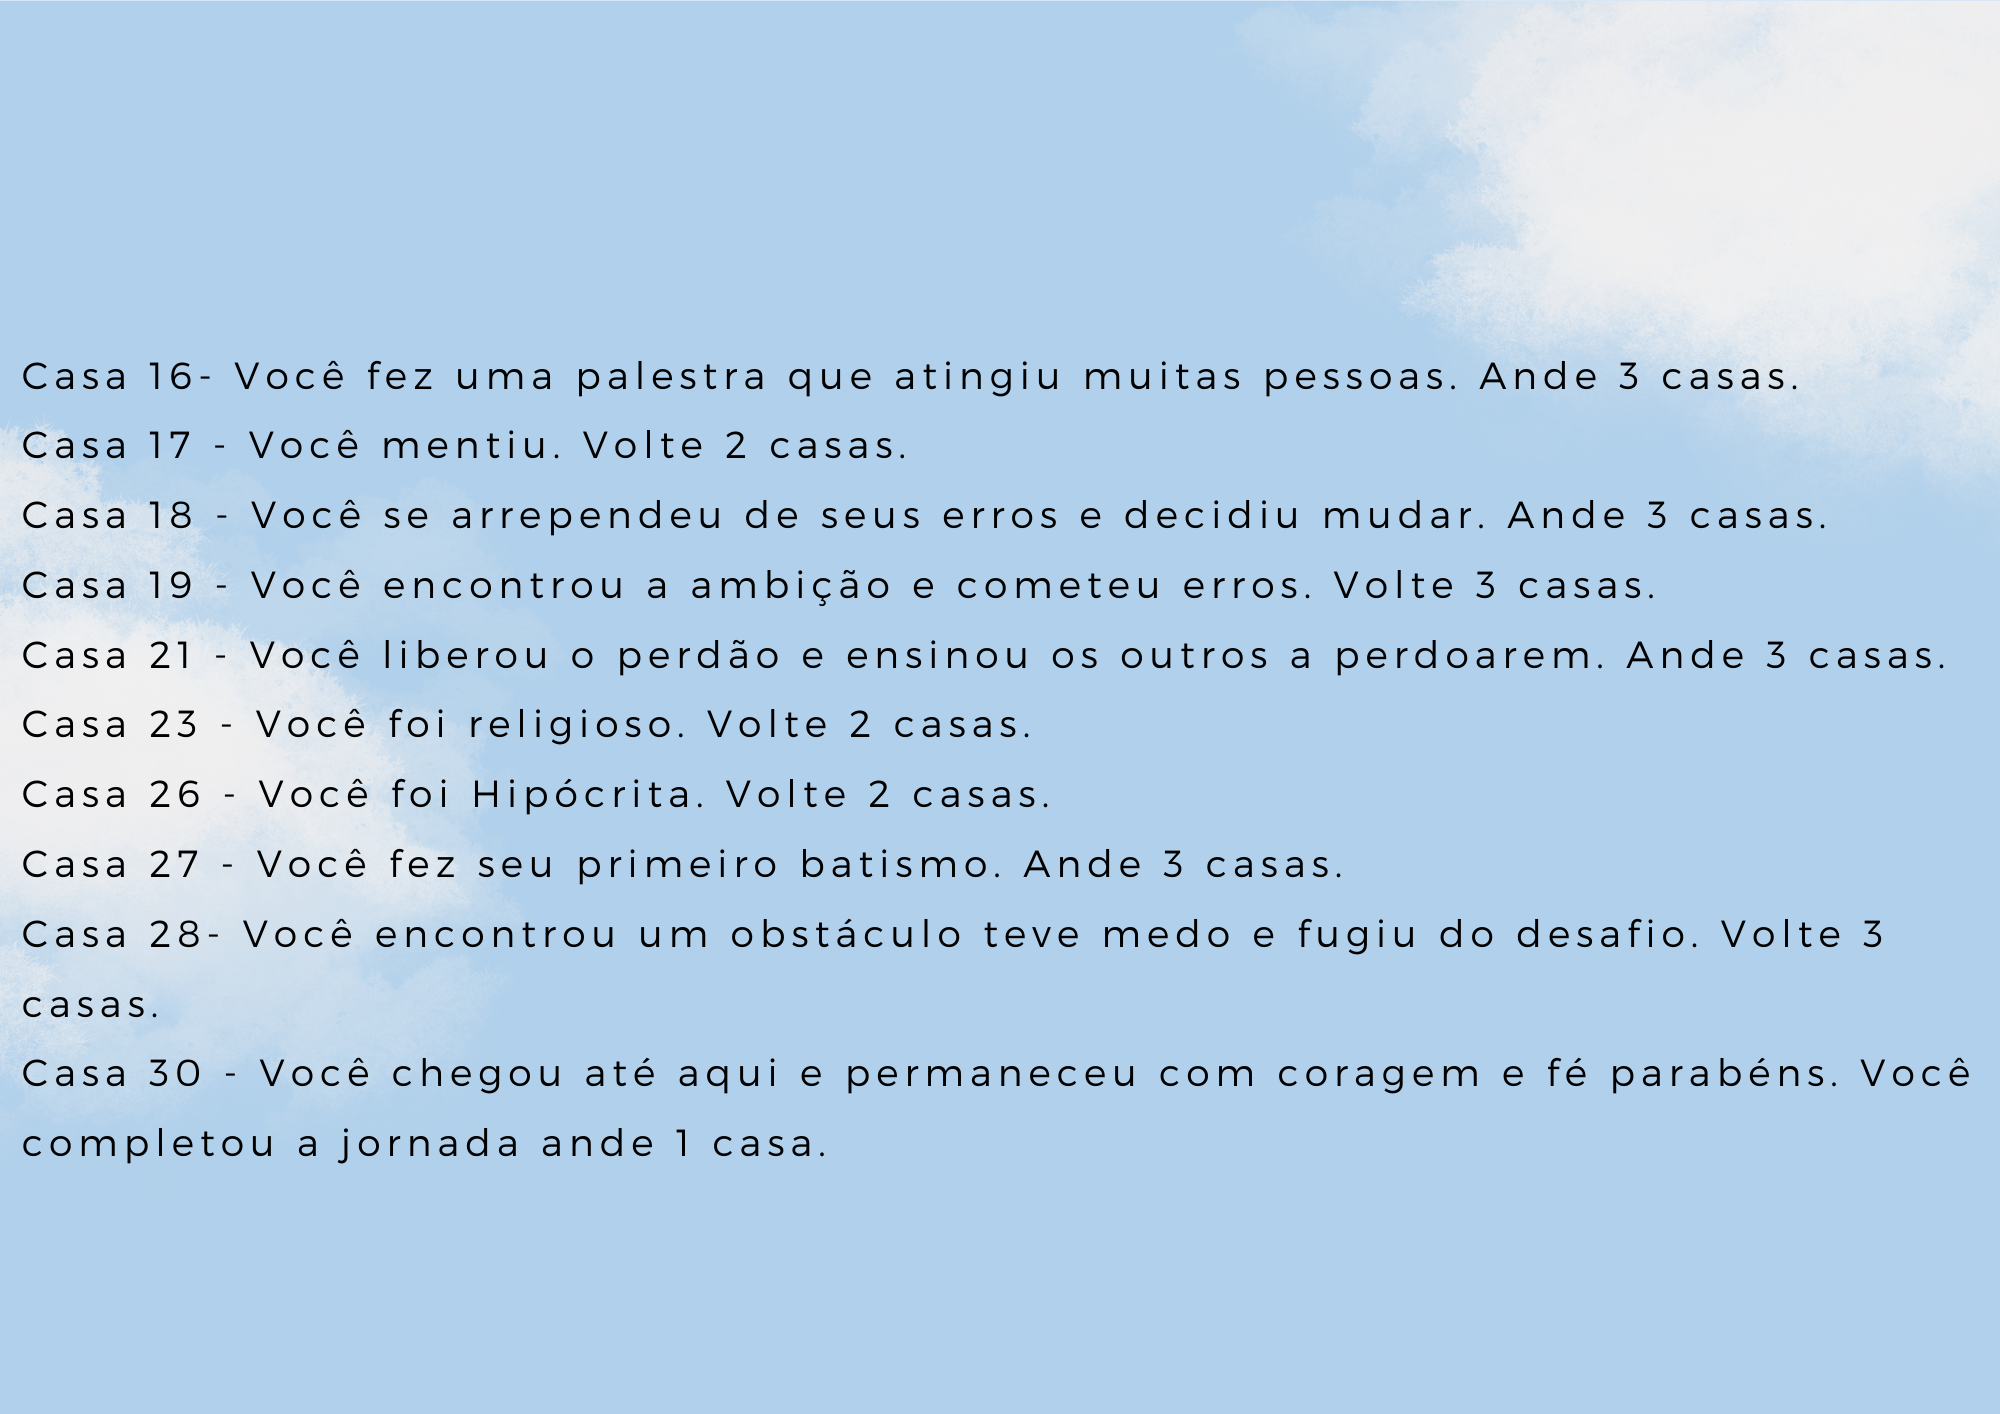 Casa 16- Você fez uma palestra que atingiu muitas pessoas. Ande 3 casas.
Casa 17 - Você mentiu. Volte 2 casas.
Casa 18 - Você se arrependeu de seus erros e decidiu mudar. Ande 3 casas.
Casa 19 - Você encontrou a ambição e cometeu erros. Volte 3 casas.
Casa 21 - Você liberou o perdão e ensinou os outros a perdoarem. Ande 3 casas.
Casa 23 - Você foi religioso. Volte 2 casas.
Casa 26 - Você foi Hipócrita. Volte 2 casas.
Casa 27 - Você fez seu primeiro batismo. Ande 3 casas.
Casa 28- Você encontrou um obstáculo teve medo e fugiu do desafio. Volte 3
casas.
Casa 30 - Você chegou até aqui e permaneceu com coragem e fé parabéns. Você
completou a jornada ande 1 casa.